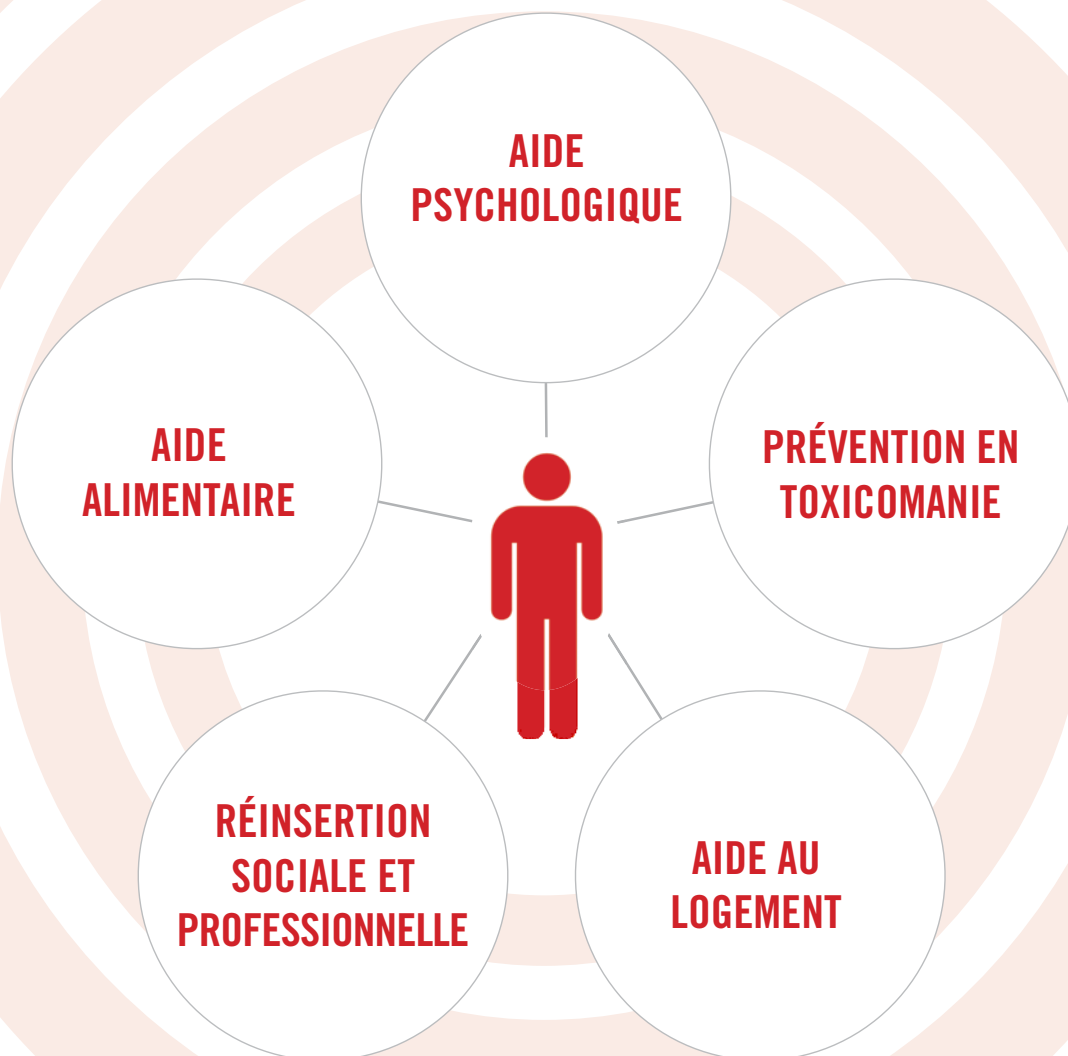 AIDE
PSYCHOLOGIQUE
AIDE
ALIMENTAIRE
PRÉVENTION EN
TOXICOMANIE
RÉINSERTION
SOCIALE ET
PROFESSIONNELLE
AIDE AU
LOGEMENT